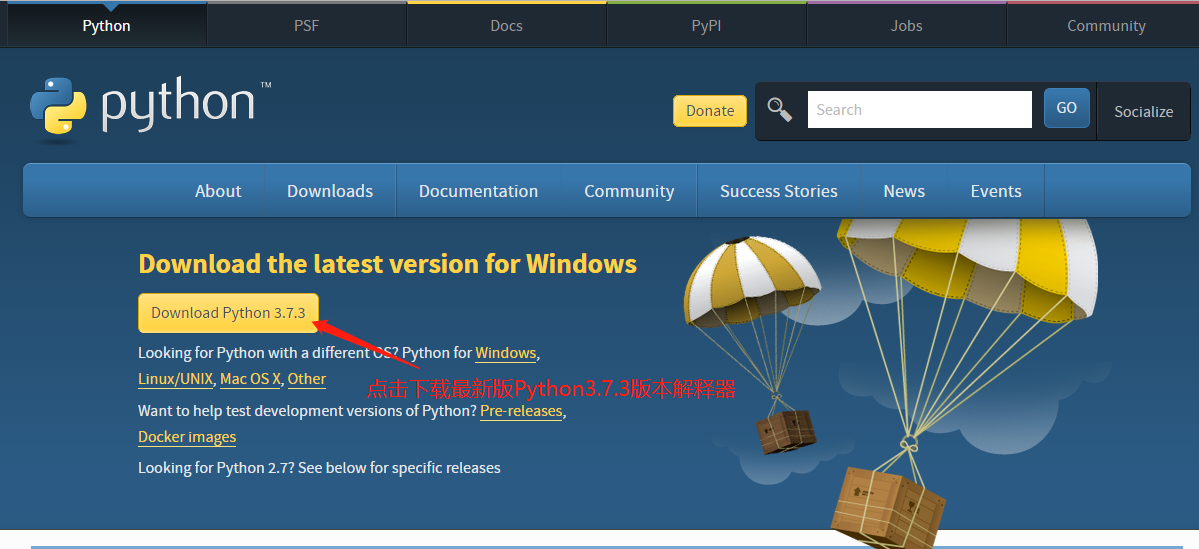 Python PSF Docs PyPI Jobs Community
python™
Donate Search GO Socialize
About Downloads Documentation Community Success Stories News Events
Download the latest version for Windows
Download Python 3.7.3
Looking for Python with a different OS? Python for Windows,
Linux/UNIX, Mac OS X, Other
点击下载最新版Python3.7.3版本解释器
Want to help test development versions of Python? Pre-releases,
Docker images
Looking for Python 2.7? See below for specific releases